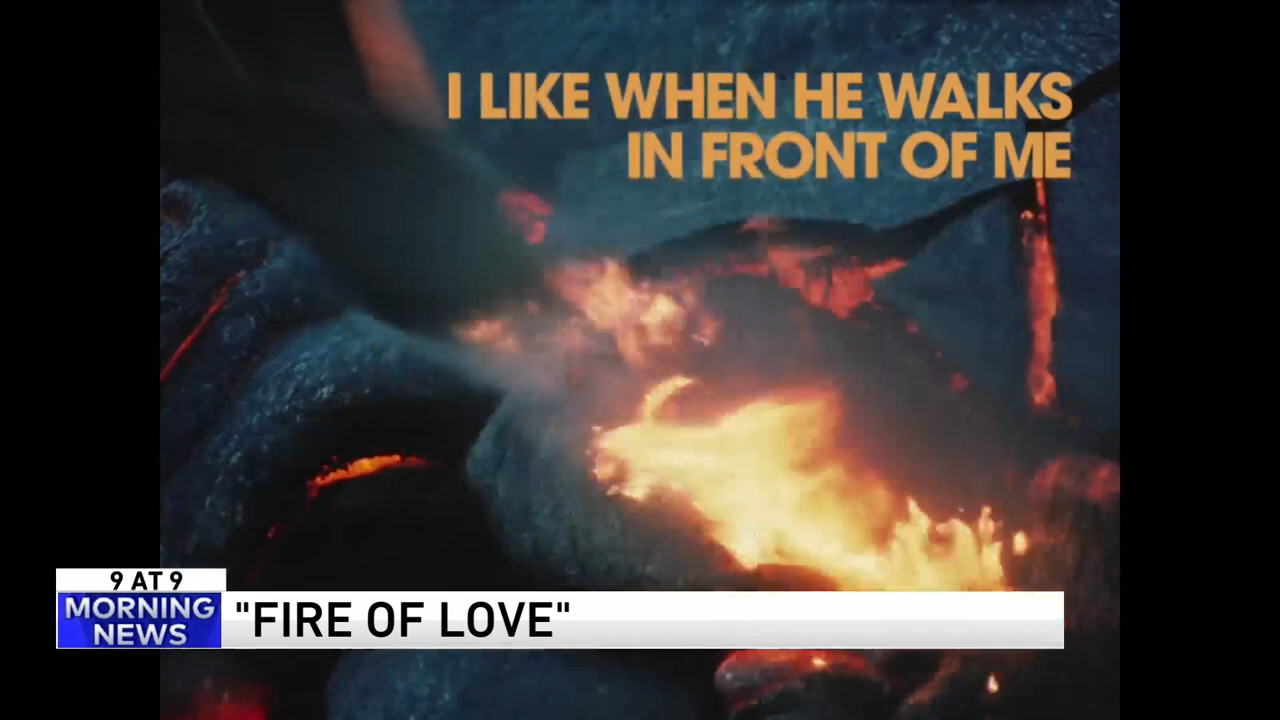 I LIKE WHEN HE WALKS
IN FRONT OF ME
9 AT 9
MORNING
NEWS
"FIRE OF LOVE"